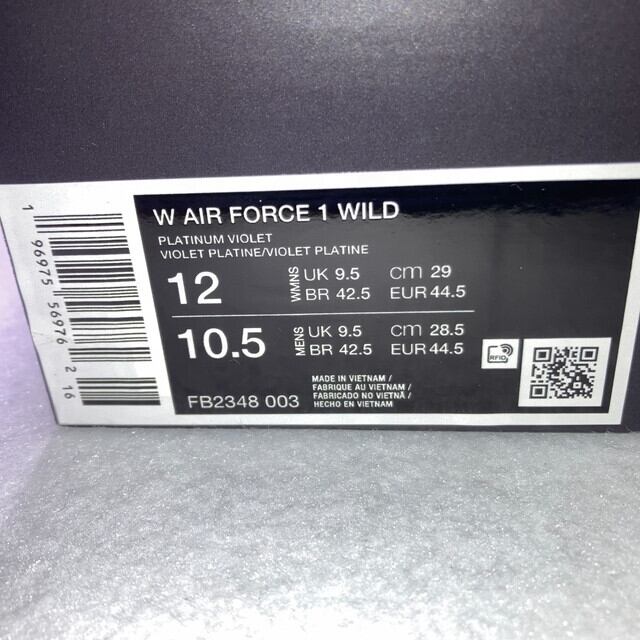 W AIR FORCE 1 WILD
PLATINUM VIOLET
VIOLET PLATINE/VIOLET PLATINE
12 WMNS UK 9.5 CM 29
BR 42.5 EUR 44.5
10.5 MENS UK 9.5 CM 28.5
BR 42.5 EUR 44.5
RFID
FB2348 003
MADE IN VIETNAM /
FABRIQUE AU VIETNAM /
FABRICADO NO VIETNÃ /
HECHO EN VIETNAM
1 96975 56976 2 16